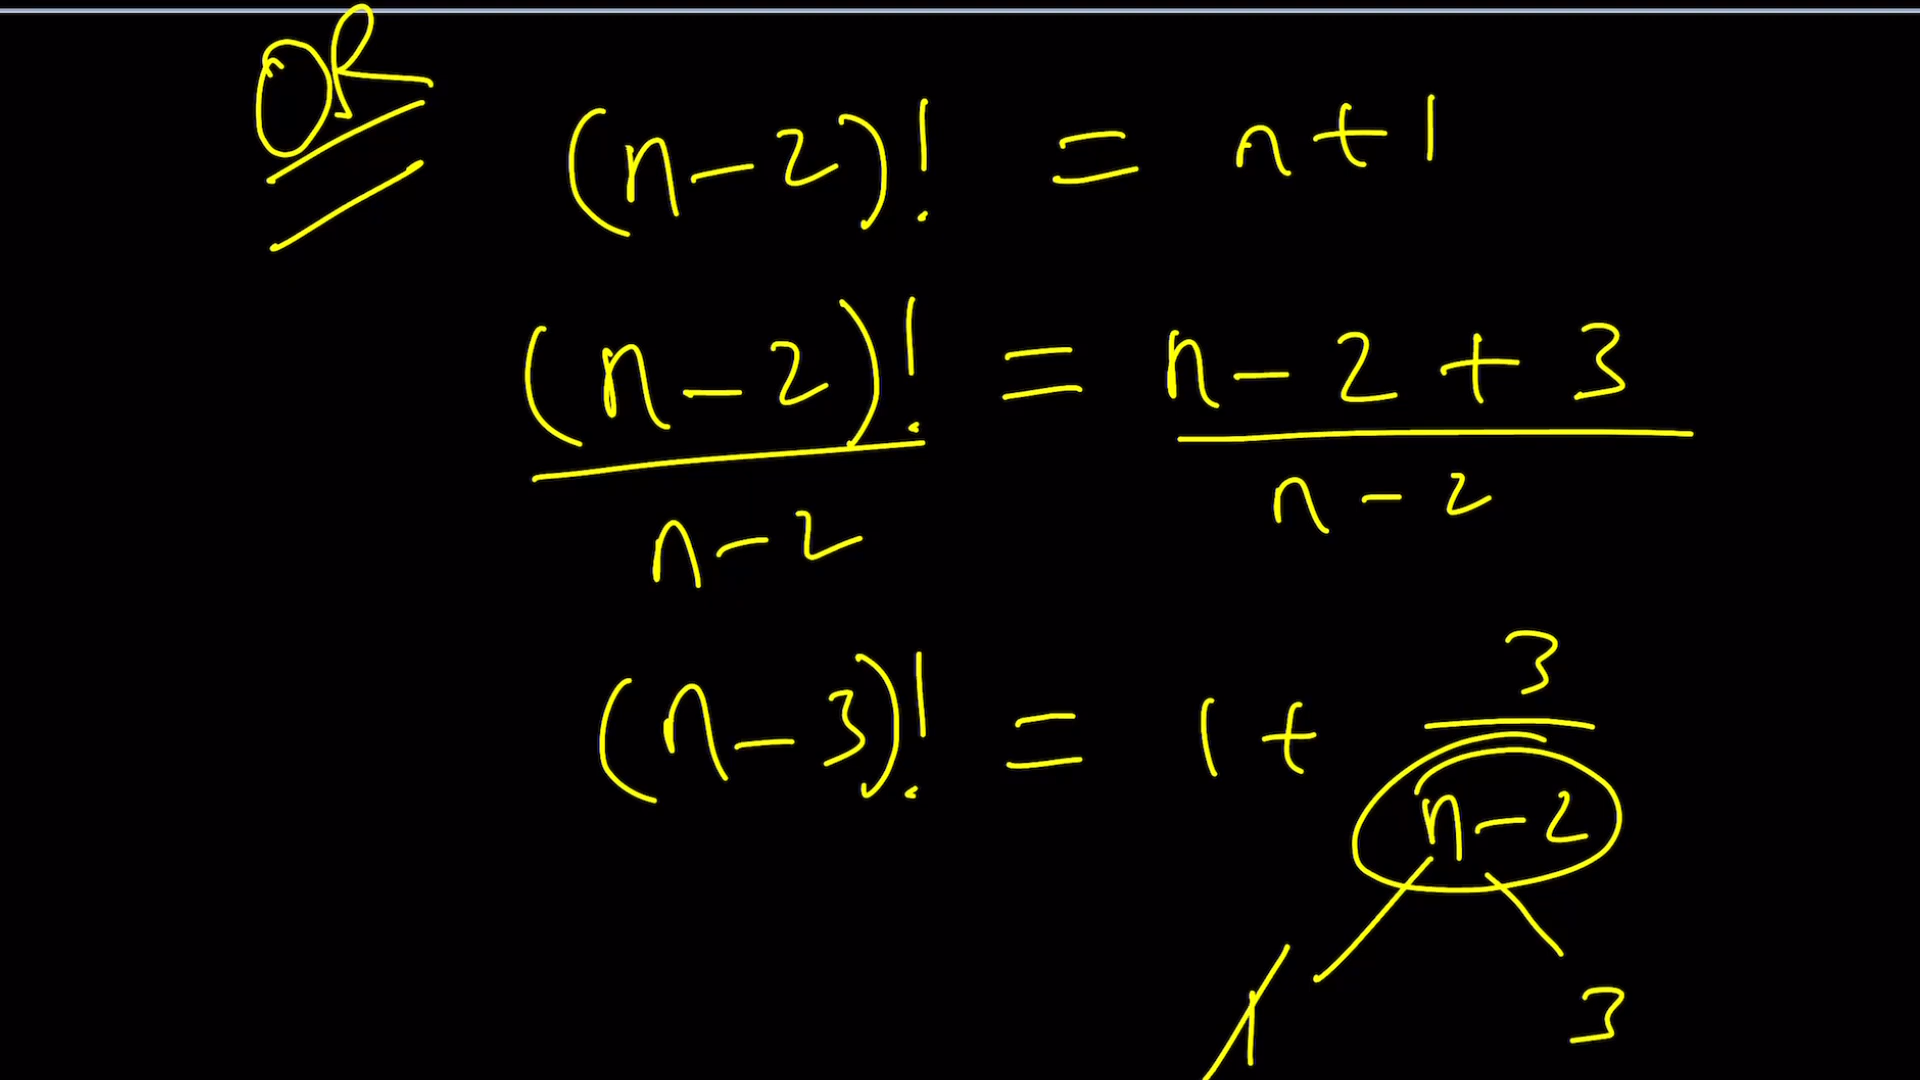 OR
(n-2)! = n+1
(n-2)! / n-2 = n-2+3 / n-2
(n-3)! = 1+ 3 / n-2
1 3